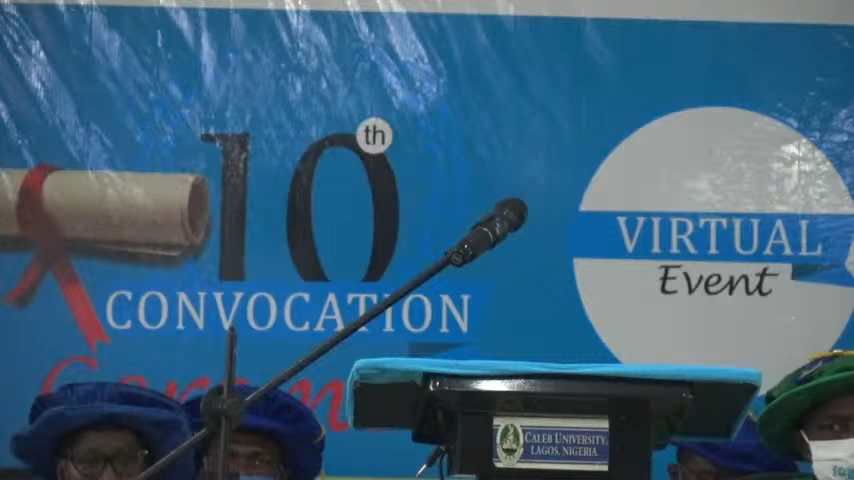 10th
CONVOCATION
VIRTUAL
Event
CALEB UNIVERSITY,
LAGOS, NIGERIA.